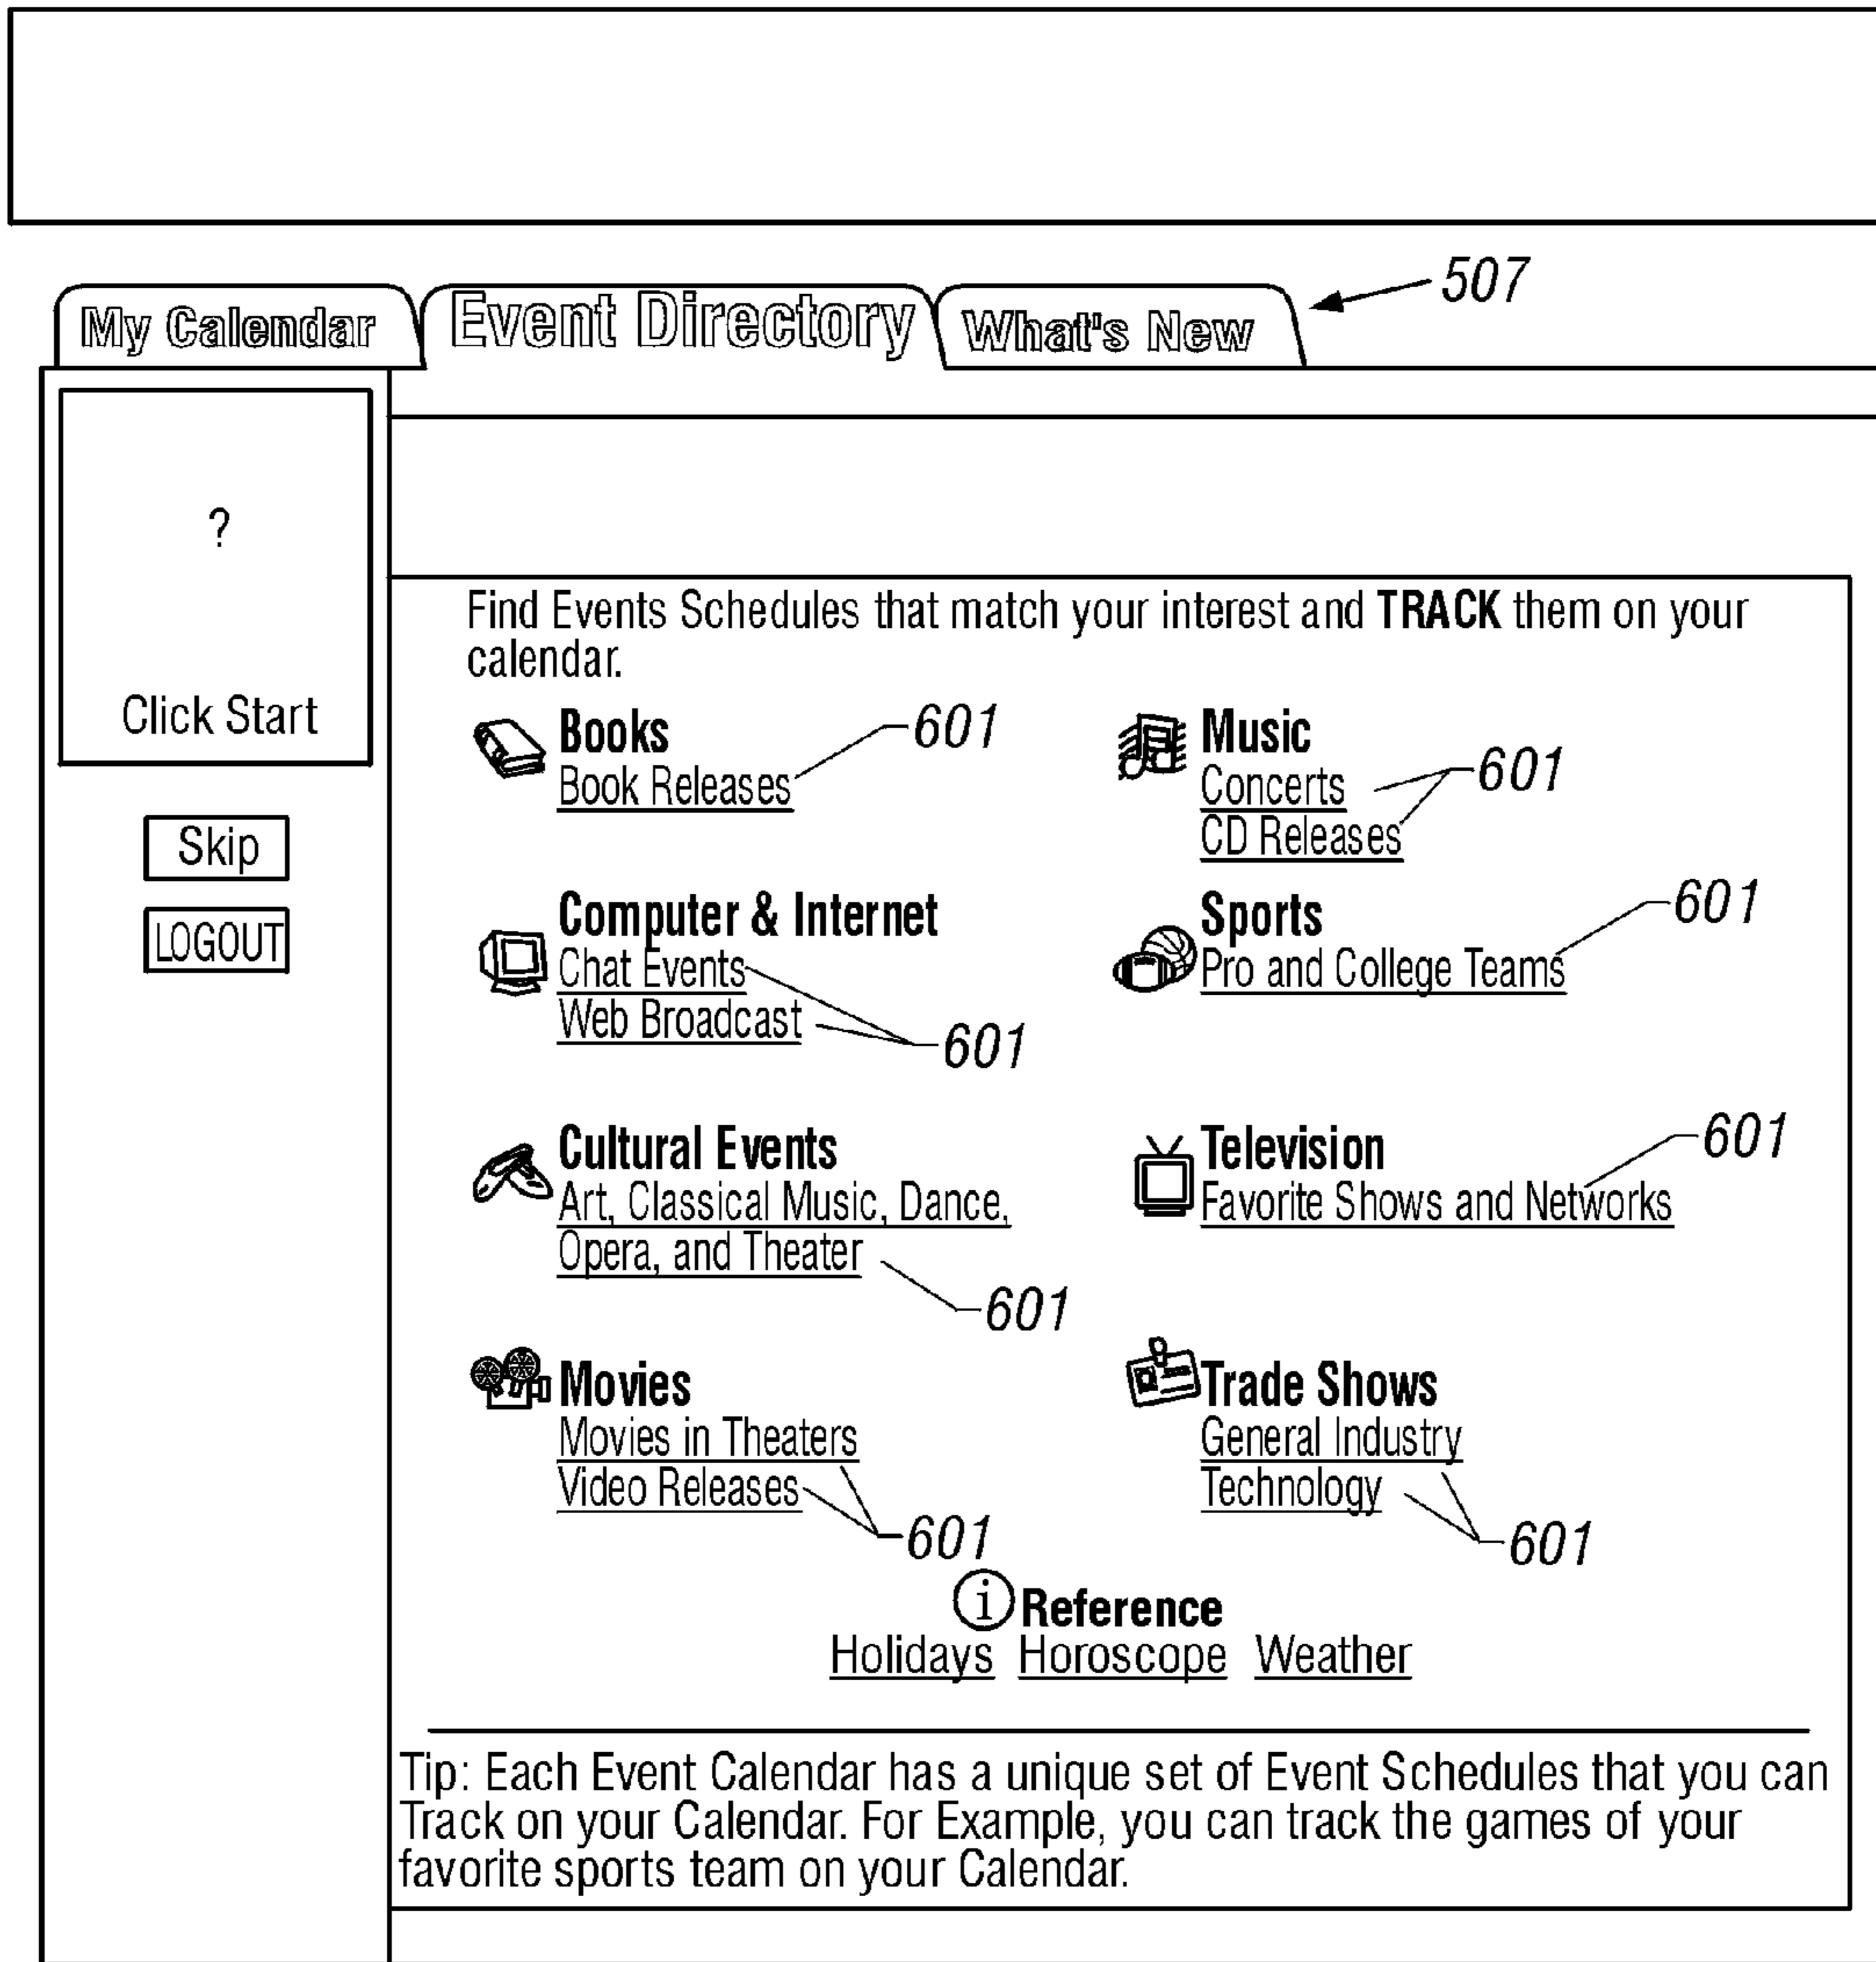 507
My Calendar Event Directory What's New
?
Click Start
Skip
LOGOUT
Find Events Schedules that match your interest and TRACK them on your
calendar.
Books 601
Book Releases
Music
Concerts 601
CD Releases
Computer & Internet
Chat Events
Web Broadcast
601
Sports 601
Pro and College Teams
Cultural Events
Art, Classical Music, Dance,
Opera, and Theater
601
Television 601
Favorite Shows and Networks
Movies
Movies in Theaters
Video Releases
601
Trade Shows
General Industry
Technology
601
i Reference
Holidays Horoscope Weather
Tip: Each Event Calendar has a unique set of Event Schedules that you can
Track on your Calendar. For Example, you can track the games of your
favorite sports team on your Calendar.